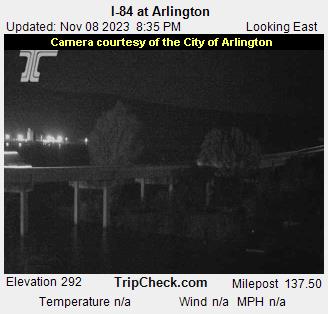 I-84 at Arlington
Updated: Nov 08 2023 8:35 PM Looking East
Camera courtesy of the City of Arlington
Elevation 292 TripCheck.com Milepost 137.50
Temperature n/a Wind n/a MPH n/a